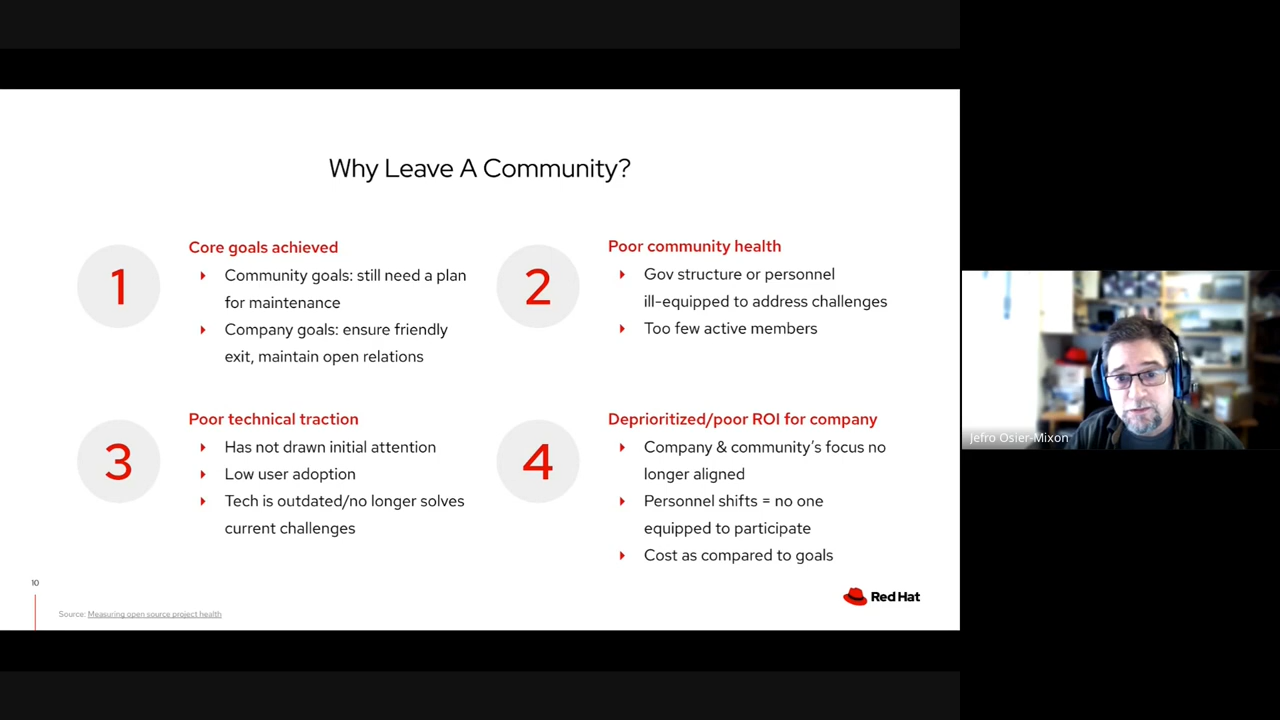 Why Leave A Community?
1
Core goals achieved
Community goals: still need a plan
for maintenance
Company goals: ensure friendly
exit, maintain open relations
2
Poor community health
Gov structure or personnel
ill-equipped to address challenges
Too few active members
3
Poor technical traction
Has not drawn initial attention
Low user adoption
Tech is outdated/no longer solves
current challenges
4
Deprioritized/poor ROI for company
Company & community's focus no
longer aligned
Personnel shifts = no one
equipped to participate
Cost as compared to goals
10
Source: Measuring open source project health
Red Hat
Jefro Osier-Mixon